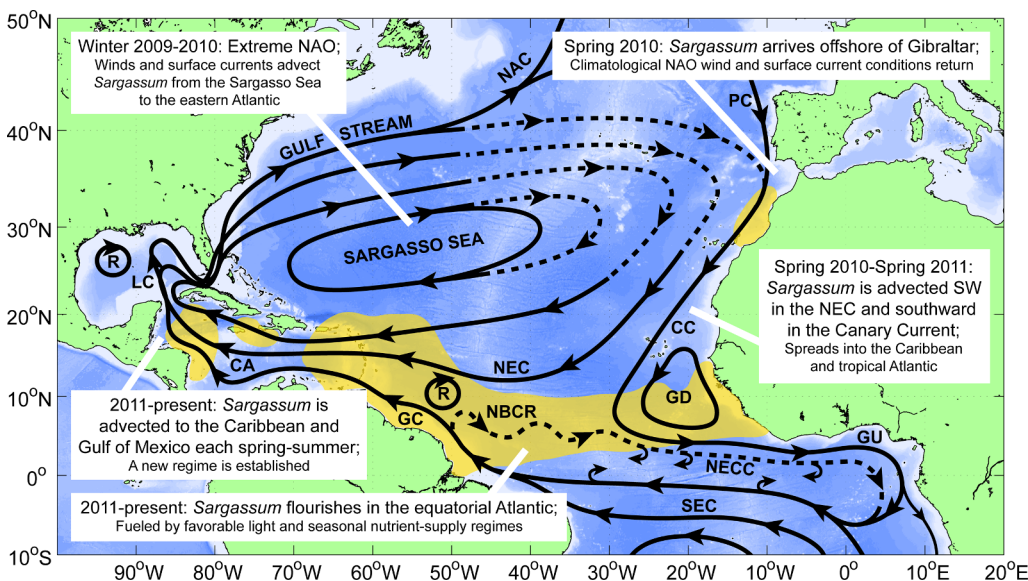 50°N
40°N
30°N
20°N
10°N
0°
10°S
90°W
80°W
70°W
60°W
50°W
40°W
30°W
20°W
10°W
0°E
10°E
20°E
Winter 2009-2010: Extreme NAO;
Winds and surface currents advect
Sargassum from the Sargasso Sea
to the eastern Atlantic
Spring 2010: Sargassum arrives offshore of Gibraltar;
Climatological NAO wind and surface current conditions return
NAC
PC
GULF STREAM
SARGASSO SEA
R
LC
Spring 2010-Spring 2011:
Sargassum is advected SW
in the NEC and southward
in the Canary Current;
Spreads into the Caribbean
and tropical Atlantic
CC
CA
NEC
R
GD
GC
NBCR
GU
NECC
SEC
2011-present: Sargassum is
advected to the Caribbean and
Gulf of Mexico each spring-summer;
A new regime is established
2011-present: Sargassum flourishes in the equatorial Atlantic;
Fueled by favorable light and seasonal nutrient-supply regimes